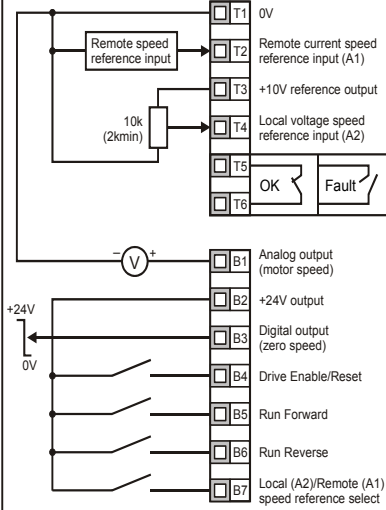 T1 0V
Remote speed
reference input
T2 Remote current speed
reference input (A1)
T3 +10V reference output
10k
(2kmin)
T4 Local voltage speed
reference input (A2)
T5
OK Fault
T6
− V +
B1 Analog output
(motor speed)
B2 +24V output
+24V
0V
B3 Digital output
(zero speed)
B4 Drive Enable/Reset
B5 Run Forward
B6 Run Reverse
B7 Local (A2)/Remote (A1)
speed reference select